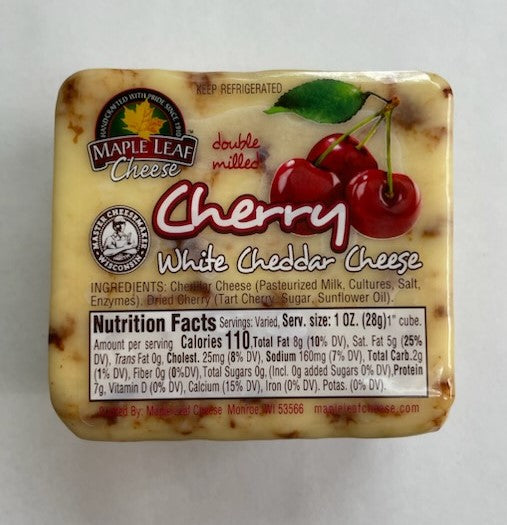 KEEP REFRIGERATED
HANDCRAFTED WITH PRIDE SINCE 1910
MAPLE LEAF
Cheese
double
milled
Cherry
MASTER CHEESEMAKER
WISCONSIN
White Cheddar Cheese
INGREDIENTS: Cheddar Cheese (Pasteurized Milk, Cultures, Salt,
Enzymes). Dried Cherry (Tart Cherry, Sugar, Sunflower Oil).
Nutrition Facts Servings: Varied, Serv. size: 1 OZ. (28g)1" cube.
Amount per serving Calories 110, Total Fat 8g (10% DV), Sat. Fat 5g (25%
DV), Trans Fat 0g, Cholest. 25mg (8% DV), Sodium 160mg (7% DV), Total Carb.2g
(1% DV), Fiber 0g (0%DV), Total Sugars 0g, (Incl. 0g added Sugars 0% DV),Protein
7g, Vitamin D (0% DV), Calcium (15% DV), Iron (0% DV), Potas. (0% DV).
Packed By: Maple Leaf Cheese Monroe, WI 53566 mapleleafcheese.com